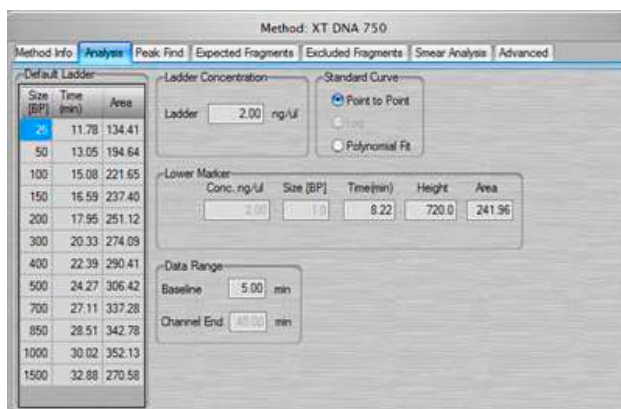 Method: XT DNA 750
Method Info Analysis Peak Find Expected Fragments Excluded Fragments Smear Analysis Advanced
Default Ladder
Size [BP] Time (min) Area
25 11.78 134.41
50 13.05 194.64
100 15.08 221.65
150 16.59 237.40
200 17.95 251.12
300 20.33 274.09
400 22.39 290.41
500 24.27 306.42
700 27.11 337.28
850 28.51 342.78
1000 30.02 352.13
1500 32.88 270.58
Ladder Concentration
Ladder 2.00 ng/ul
Standard Curve
Point to Point
Polynomial Fit
Lower Marker
Conc. ng/ul Size [BP] Time(min) Height Area
2.00 1.0 8.22 720.0 241.96
Data Range
Baseline 5.00 min
Channel End min